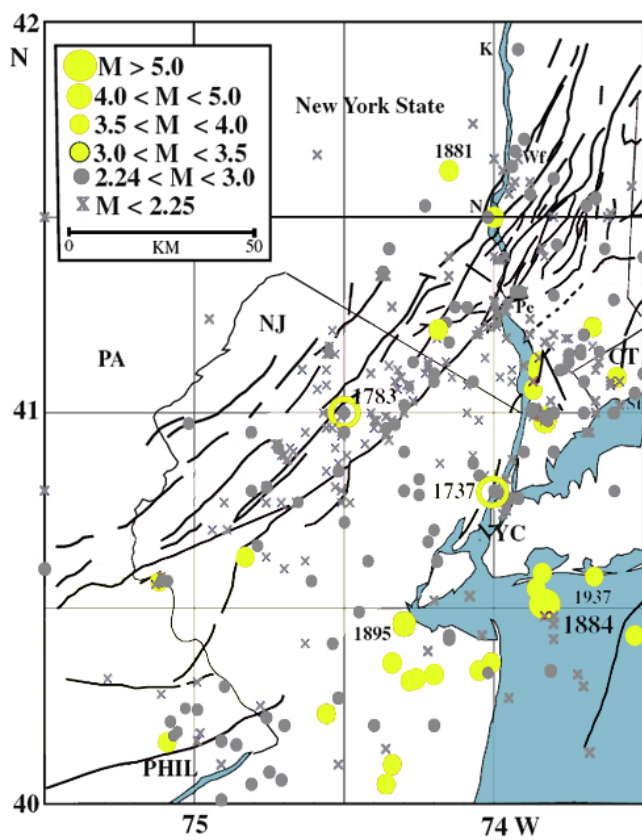 42
N
M > 5.0
4.0 < M < 5.0
3.5 < M < 4.0
3.0 < M < 3.5
2.24 < M < 3.0
M < 2.25
0 50
KM
New York State
K
1881
Wf
N
Pe
NJ
PA
CT
41
1783
1737
YC
1937
1884
1895
PHIL
40
75
74 W